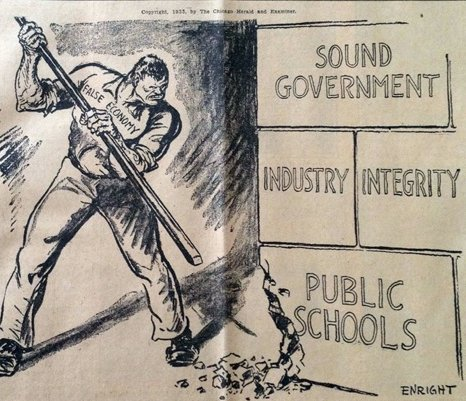 Copyright, 1933, by The Chicago Herald and Examiner.
FALSE ECONOMY
SOUND
GOVERNMENT
INDUSTRY
INTEGRITY
PUBLIC
SCHOOLS
ENRIGHT